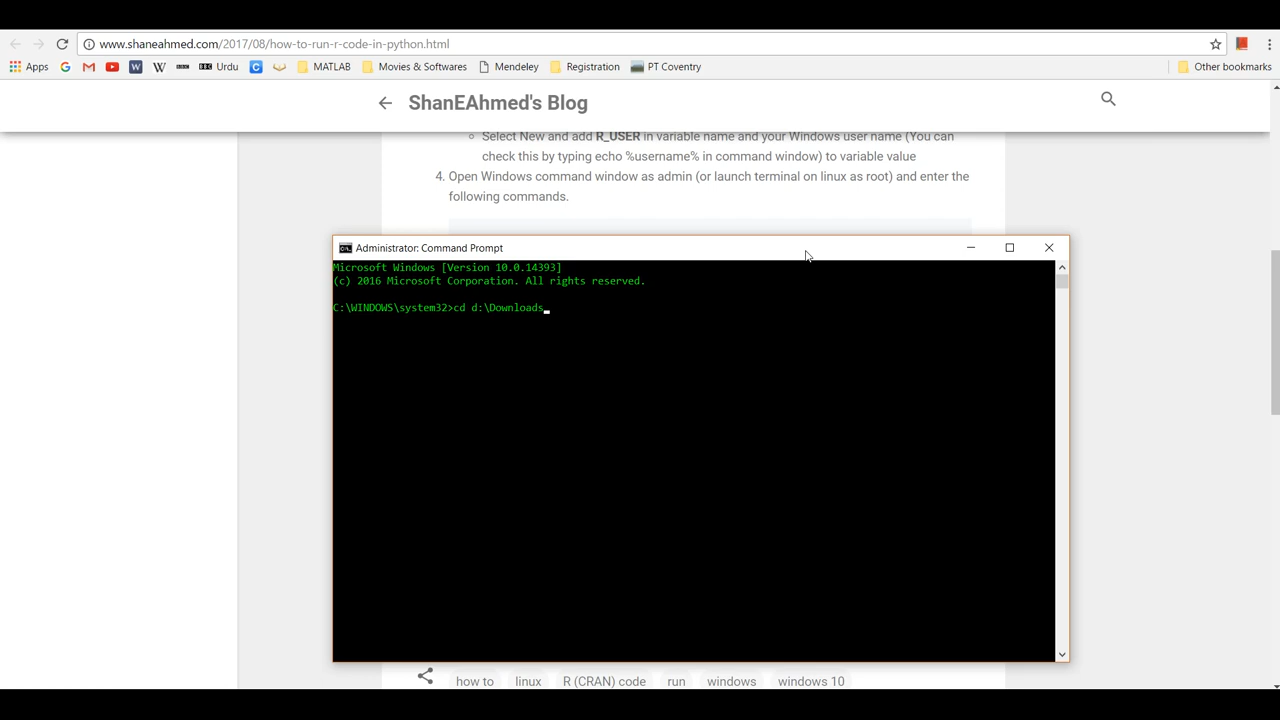 www.shaneahmed.com/2017/08/how-to-run-r-code-in-python.html
Apps Urdu MATLAB Movies & Softwares Mendeley Registration PT Coventry Other bookmarks
ShanEAhmed's Blog
Select New and add R_USER in variable name and your Windows user name (You can
check this by typing echo %username% in command window) to variable value
4. Open Windows command window as admin (or launch terminal on linux as root) and enter the
following commands.
Administrator: Command Prompt
Microsoft Windows [Version 10.0.14393]
(c) 2016 Microsoft Corporation. All rights reserved.
C:\WINDOWS\system32>cd d:\Downloads
how to linux R (CRAN) code run windows windows 10